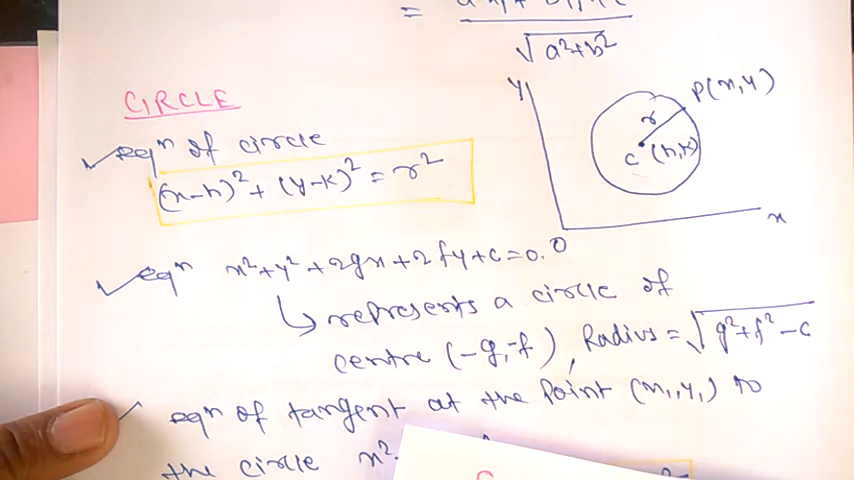 =
√a²+b²
CIRCLE
eqⁿ of circle
(x-h)² + (y-k)² = r²
y
P(x,y)
r
C (h,k)
x
0
eqⁿ x²+y²+2gx+2fy+c=0.
↳ represents a circle of
centre (-g,-f), Radius = √g²+f²-c
eqⁿ of tangent at the point (x₁,y₁) to
the circle x²